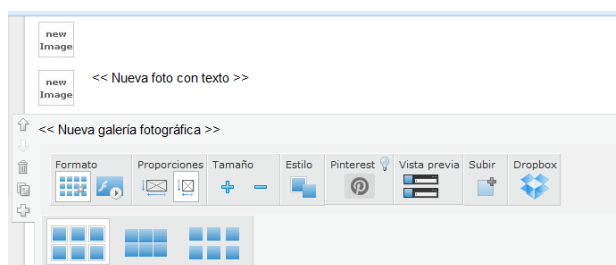 new
Image
new
Image
<< Nueva foto con texto >>
<< Nueva galería fotográfica >>
Formato Proporciones Tamaño Estilo Pinterest Vista previa Subir Dropbox